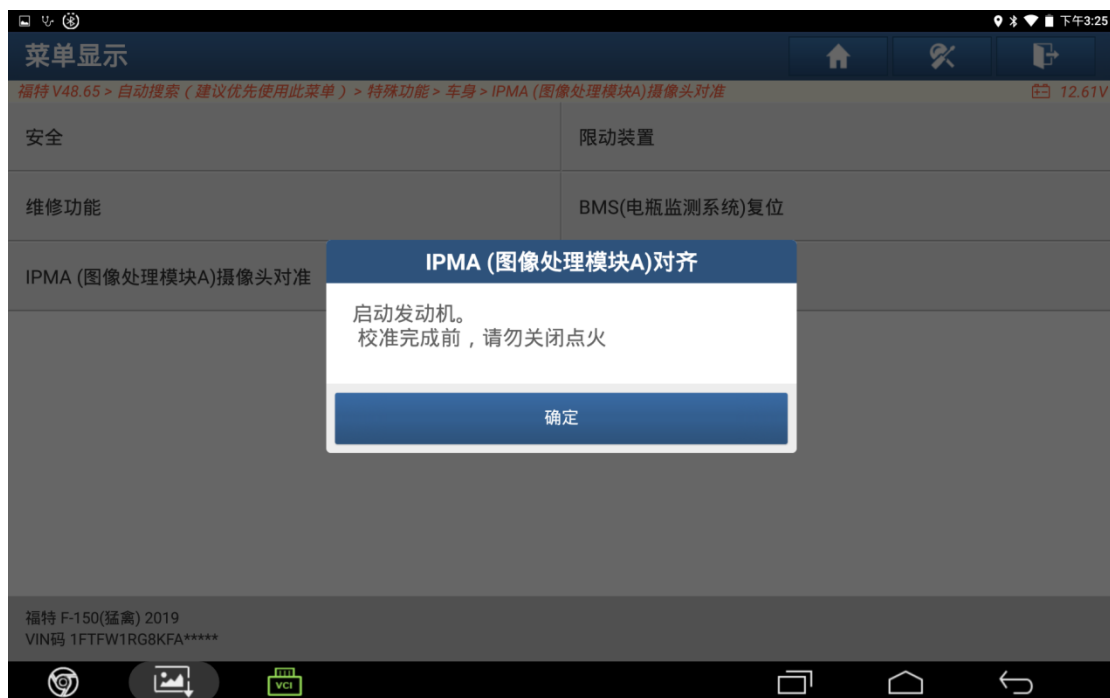 下午3:25
菜单显示
福特 V48.65 > 自动搜索 ( 建议优先使用此菜单 ) > 特殊功能 > 车身 > IPMA (图像处理模块A)摄像头对准
12.61V
安全
限动装置
维修功能
BMS(电瓶监测系统)复位
IPMA (图像处理模块A)摄像头对准
IPMA (图像处理模块A)对齐
启动发动机。
校准完成前，请勿关闭点火
确定
福特 F-150(猛禽) 2019
VIN码 1FTFW1RG8KFA*****
VCI